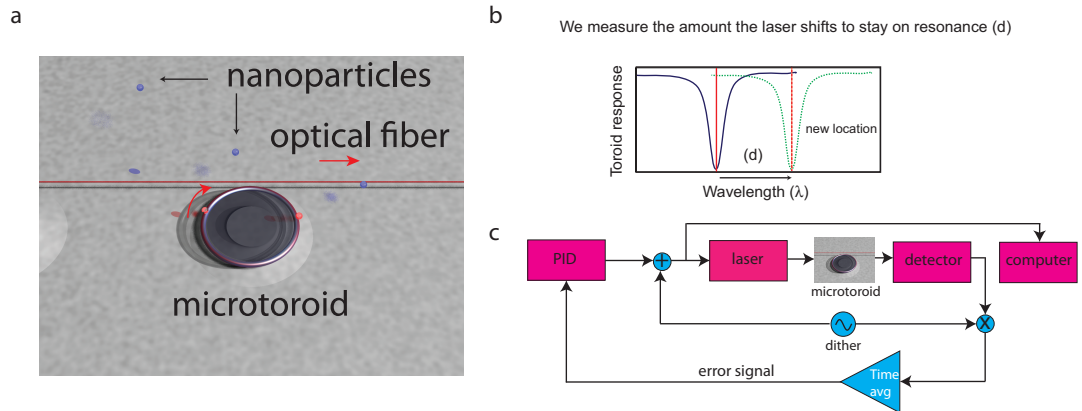 a
nanoparticles
optical fiber
microtoroid
b
We measure the amount the laser shifts to stay on resonance (d)
Toroid response
new location
(d)
Wavelength (λ)
c
PID
+
laser
microtoroid
detector
computer
dither
X
error signal
Time
avg